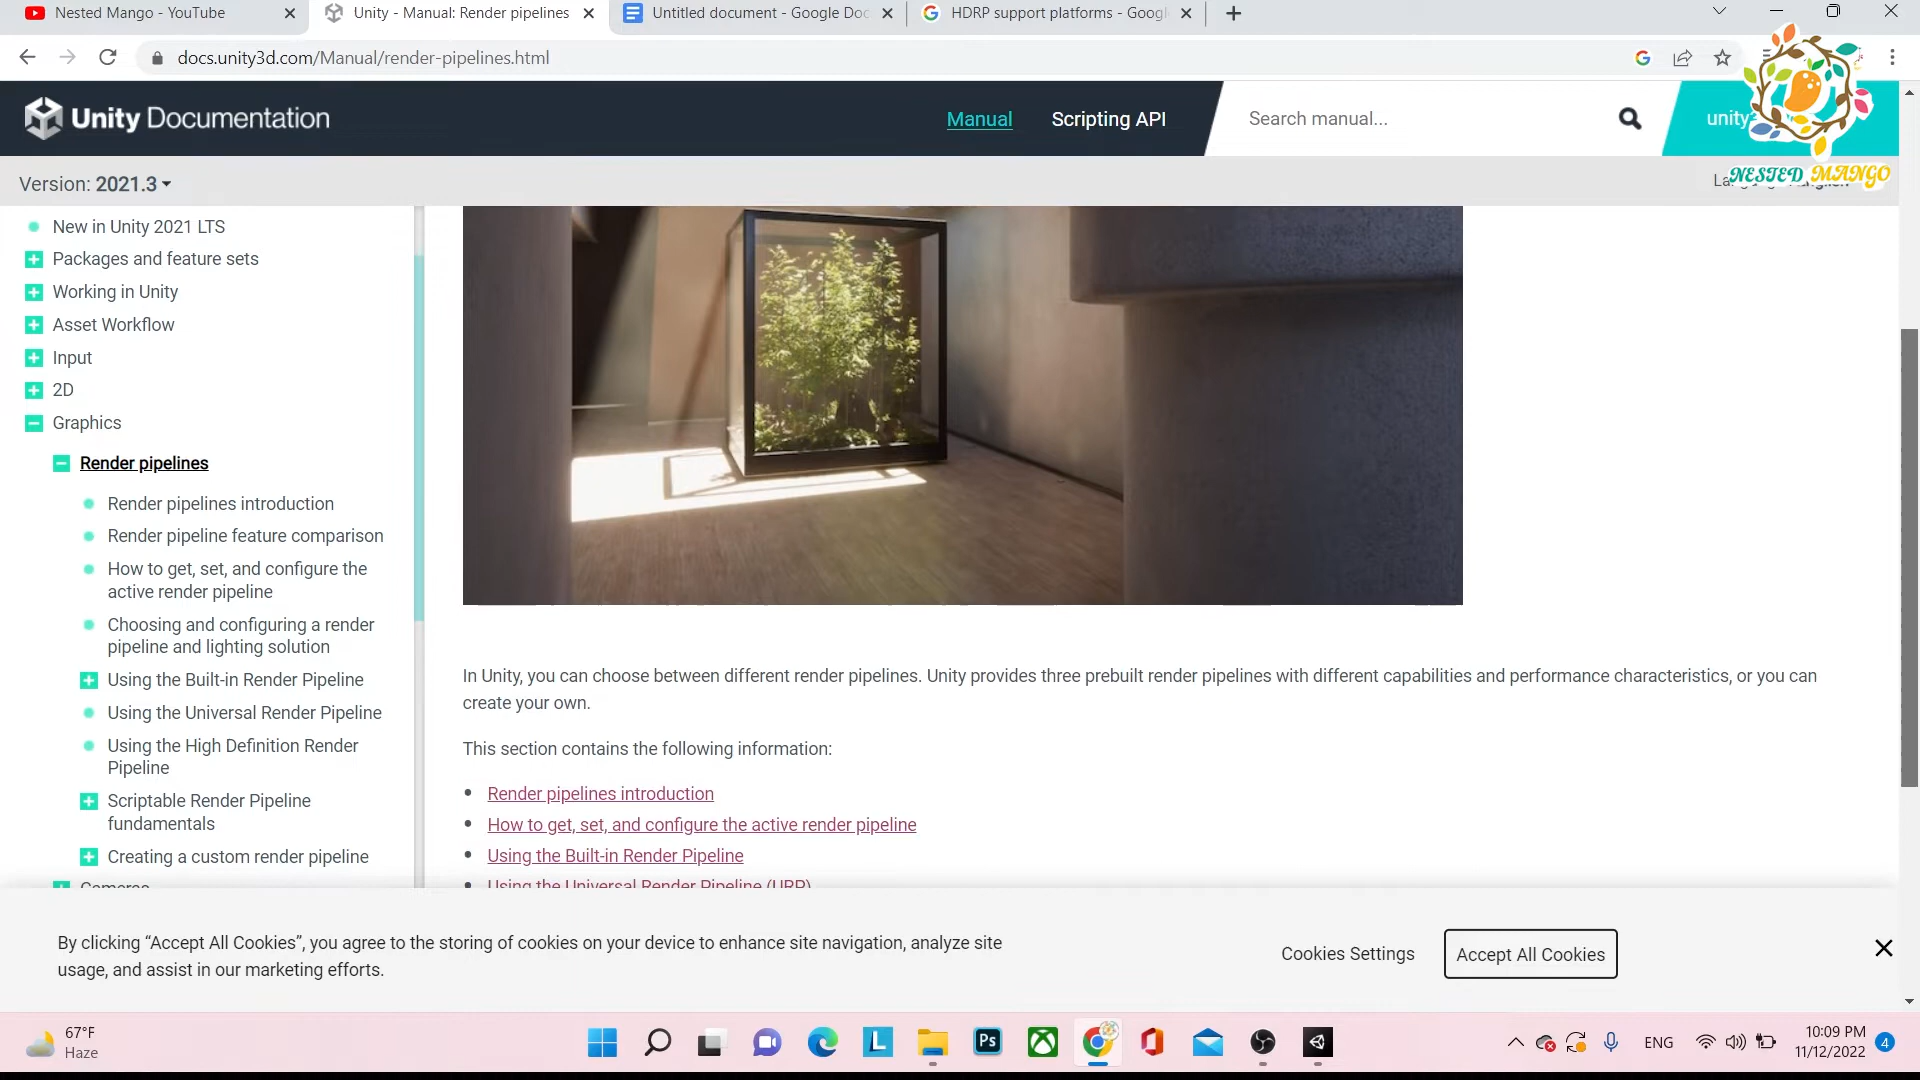 Nested Mango - YouTube
Unity - Manual: Render pipelines
Untitled document - Google Doc
HDRP support platforms - Googl
docs.unity3d.com/Manual/render-pipelines.html
Unity Documentation
Manual
Scripting API
Search manual...
unity
NESTED MANGO
Version: 2021.3
New in Unity 2021 LTS
Packages and feature sets
Working in Unity
Asset Workflow
Input
2D
Graphics
Render pipelines
Render pipelines introduction
Render pipeline feature comparison
How to get, set, and configure the
active render pipeline
Choosing and configuring a render
pipeline and lighting solution
Using the Built-in Render Pipeline
Using the Universal Render Pipeline
Using the High Definition Render
Pipeline
Scriptable Render Pipeline
fundamentals
Creating a custom render pipeline
Cameras
In Unity, you can choose between different render pipelines. Unity provides three prebuilt render pipelines with different capabilities and performance characteristics, or you can
create your own.
This section contains the following information:
Render pipelines introduction
How to get, set, and configure the active render pipeline
Using the Built-in Render Pipeline
Using the Universal Render Pipeline (URP)
By clicking “Accept All Cookies”, you agree to the storing of cookies on your device to enhance site navigation, analyze site
usage, and assist in our marketing efforts.
Cookies Settings
Accept All Cookies
67°F
Haze
L
Ps
ENG
10:09 PM
11/12/2022
4